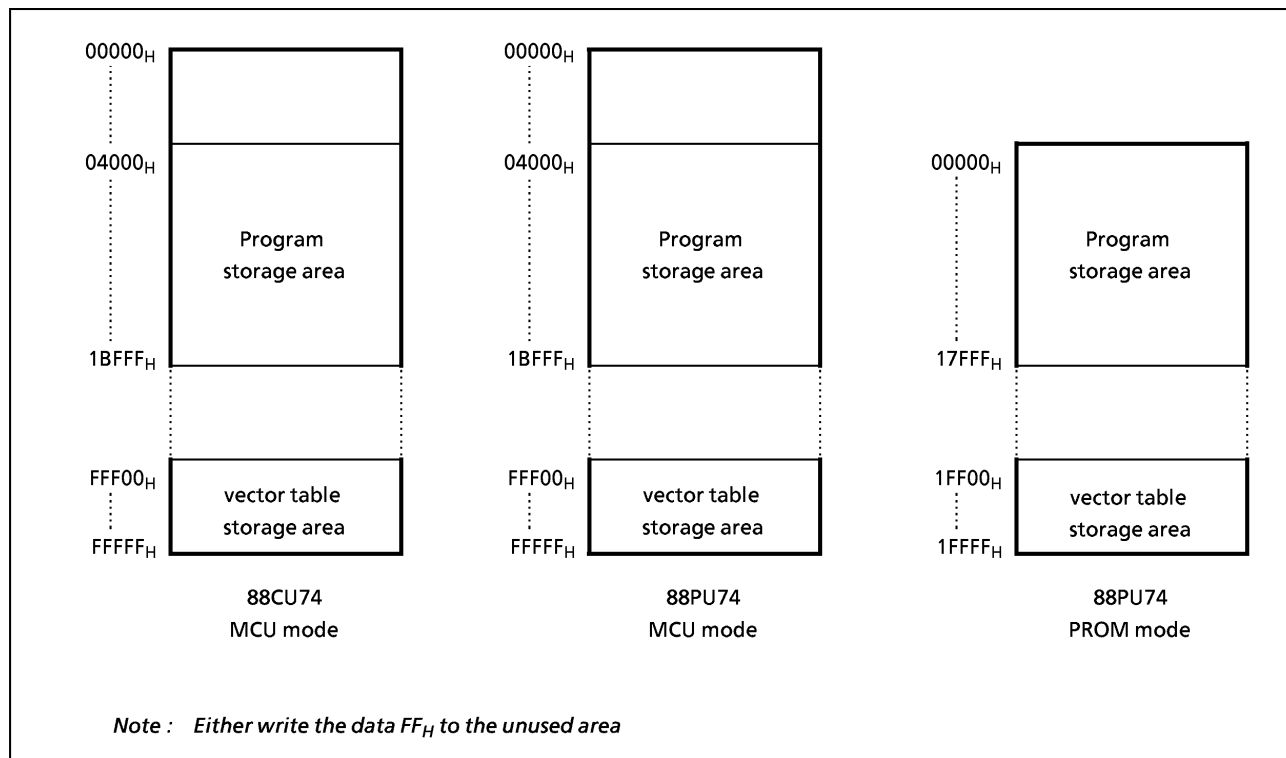 00000H
04000H
Program
storage area
1BFFFH
FFF00H
vector table
storage area
FFFFFH
88CU74
MCU mode
00000H
04000H
Program
storage area
1BFFFH
FFF00H
vector table
storage area
FFFFFH
88PU74
MCU mode
00000H
Program
storage area
17FFFH
1FF00H
vector table
storage area
1FFFFH
88PU74
PROM mode
Note : Either write the data FFH to the unused area